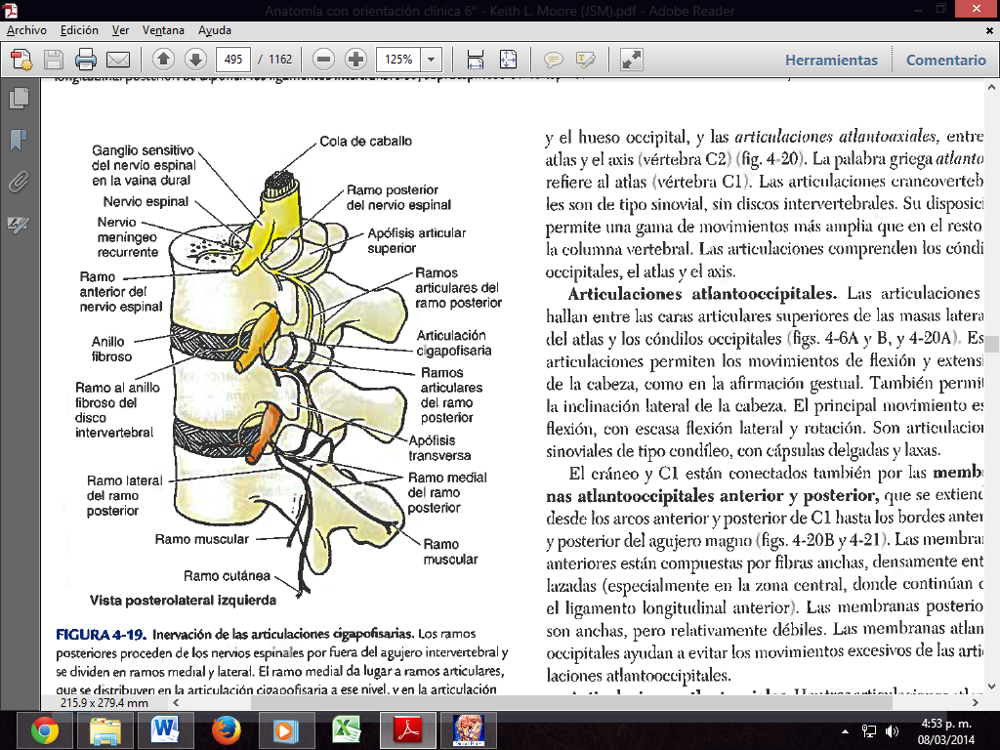 Anatomía con orientación clínica 6° - Keith L. Moore (JSM).pdf - Adobe Reader
Archivo Edición Ver Ventana Ayuda
495 / 1162 125% Herramientas Comentario
Cola de caballo
Ganglio sensitivo
del nervio espinal
en la vaina dural
Nervio espinal
Nervio
meníngeo
recurrente
Ramo
anterior del
nervio espinal
Anillo
fibroso
Ramo al anillo
fibroso del
disco
intervertebral
Ramo lateral
del ramo
posterior
Ramo muscular
Ramo cutánea
Ramo posterior
del nervio espinal
Apófisis articular
superior
Ramos
articulares del
ramo posterior
Articulación
cigapofisaria
Ramos
articulares
del ramo
posterior
Apófisis
transversa
Ramo medial
del ramo
posterior
Ramo
muscular
Vista posterolateral izquierda
FIGURA 4-19. Inervación de las articulaciones cigapofisarias. Los ramos
posteriores proceden de los nervios espinales por fuera del agujero intervertebral y
se dividen en ramos medial y lateral. El ramo medial da lugar a ramos articulares,
que se distribuyen en la articulación cigapofisaria a ese nivel, y en la articulación
y el hueso occipital, y las articulaciones atlantoaxiales, entre
atlas y el axis (vértebra C2) (fig. 4-20). La palabra griega atlanto
refiere al atlas (vértebra C1). Las articulaciones craneoverteb
les son de tipo sinovial, sin discos intervertebrales. Su disposici
permite una gama de movimientos más amplia que en el resto
la columna vertebral. Las articulaciones comprenden los cóndi
occipitales, el atlas y el axis.
Articulaciones atlantooccipitales. Las articulaciones
hallan entre las caras articulares superiores de las masas latera
del atlas y los cóndilos occipitales (figs. 4-6A y B, y 4-20A). Es
articulaciones permiten los movimientos de flexión y extensi
de la cabeza, como en la afirmación gestual. También permit
la inclinación lateral de la cabeza. El principal movimiento es
flexión, con escasa flexión lateral y rotación. Son articulacion
sinoviales de tipo condíleo, con cápsulas delgadas y laxas.
El cráneo y C1 están conectados también por las memb
nas atlantooccipitales anterior y posterior, que se extiend
desde los arcos anterior y posterior de C1 hasta los bordes anter
y posterior del agujero magno (figs. 4-20B y 4-21). Las membra
anteriores están compuestas por fibras anchas, densamente ent
lazadas (especialmente en la zona central, donde continúan c
el ligamento longitudinal anterior). Las membranas posterio
son anchas, pero relativamente débiles. Las membranas atlan
occipitales ayudan a evitar los movimientos excesivos de las arti
laciones atlantooccipitales.
215.9 x 279.4 mm
4:53 p. m.
08/03/2014